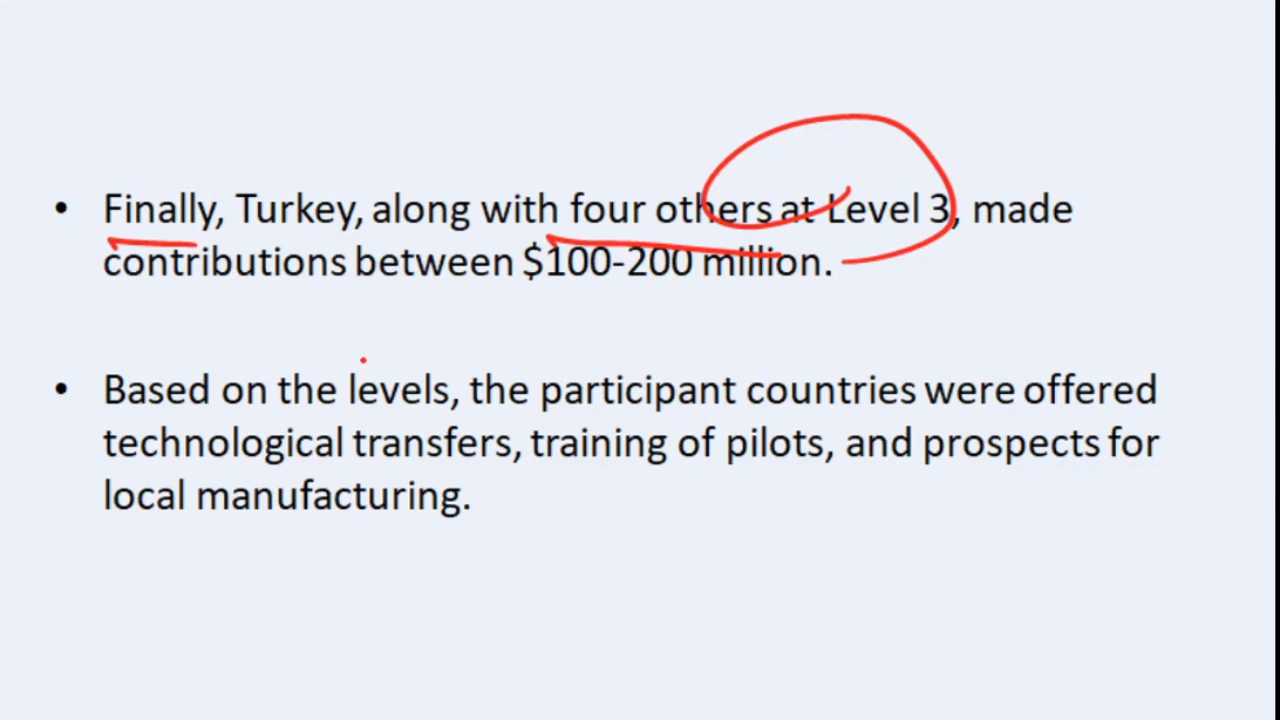 • Finally, Turkey, along with four others at Level 3, made
contributions between $100-200 million.
• Based on the levels, the participant countries were offered
technological transfers, training of pilots, and prospects for
local manufacturing.